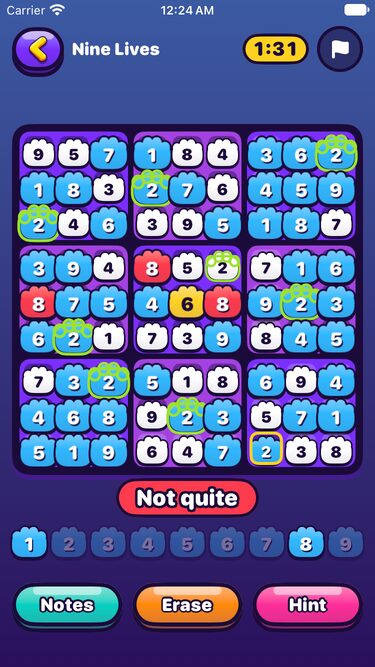 Carrier 12:24 AM
Nine Lives 1:31
9 5 7 1 8 4 3 6 2
1 8 3 2 7 6 4 5 9
2 4 6 3 9 5 1 8 7
3 9 4 8 5 2 7 1 6
8 7 5 4 6 8 9 2 3
6 2 1 7 3 9 8 4 5
7 3 2 5 1 8 6 9 4
4 6 8 9 2 3 5 7 1
5 1 9 6 4 7 2 3 8
Not quite
1 2 3 4 5 6 7 8 9
Notes Erase Hint